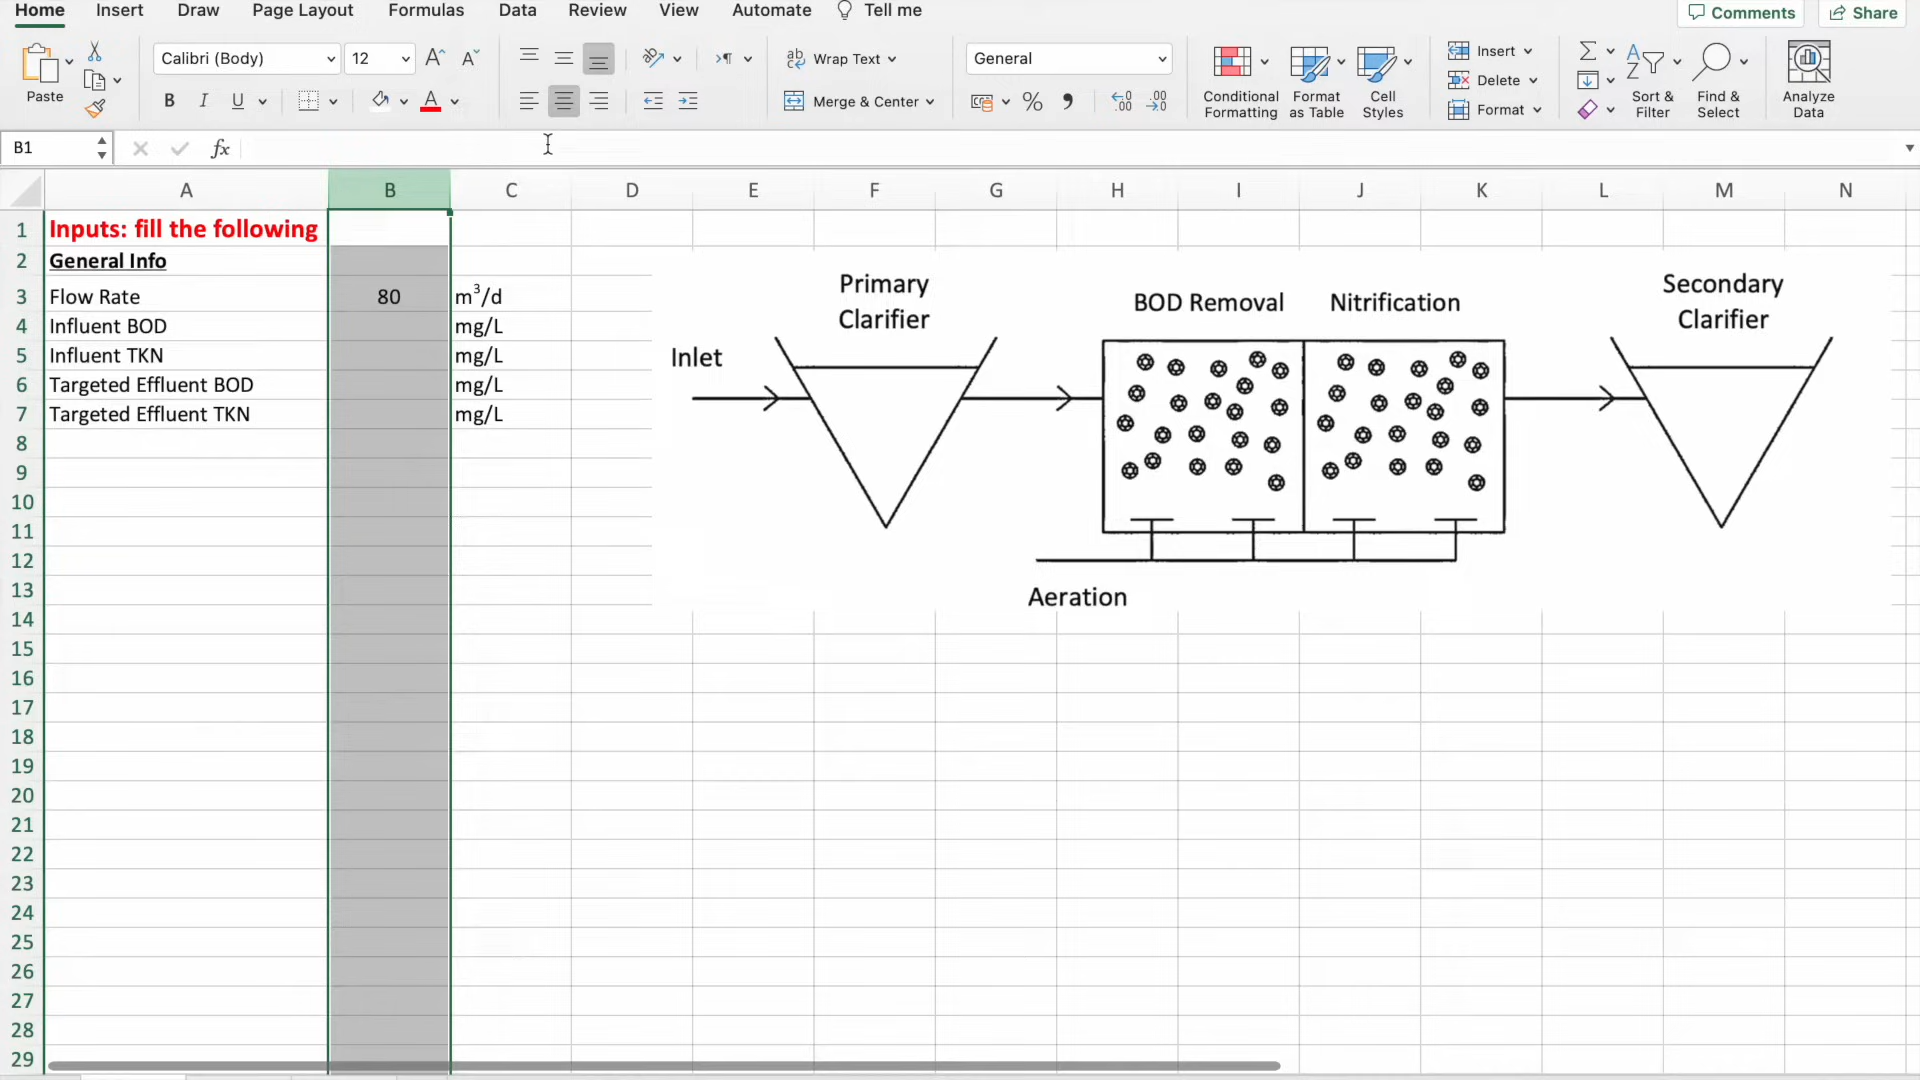 Home Insert Draw Page Layout Formulas Data Review View Automate Tell me Comments Share
Paste Calibri (Body) 12 A A Wrap Text General Insert
B I U A Merge & Center % Conditional Formatting Format as Table Cell Styles Delete Format Sort & Filter Find & Select Analyze Data
B1 fx
A B C D E F G H I J K L M N
1 Inputs: fill the following
2 General Info
3 Flow Rate 80 m³/d
4 Influent BOD mg/L
5 Influent TKN mg/L
6 Targeted Effluent BOD mg/L
7 Targeted Effluent TKN mg/L
8
9
10
11
12
13
14
15
16
17
18
19
20
21
22
23
24
25
26
27
28
29
Inlet
Primary
Clarifier
BOD Removal Nitrification
Secondary
Clarifier
Aeration